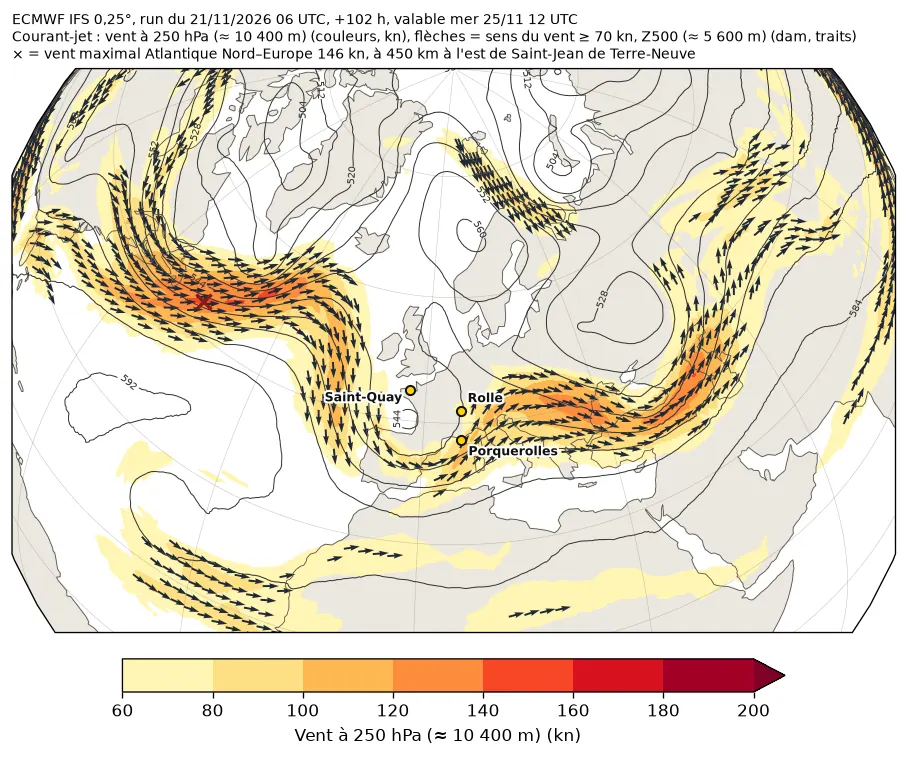 ECMWF IFS 0,25°, run du 21/11/2026 06 UTC, +102 h, valable mer 25/11 12 UTC
Courant-jet : vent à 250 hPa (≈ 10 400 m) (couleurs, kn), flèches = sens du vent ≥ 70 kn, Z500 (≈ 5 600 m) (dam, traits)
× = vent maximal Atlantique Nord–Europe 146 kn, à 450 km à l'est de Saint-Jean de Terre-Neuve
512
504
528
552
504
520
552
560
528
584
592
544
Saint-Quay
Rolle
Porquerolles
60 80 100 120 140 160 180 200
Vent à 250 hPa (≈ 10 400 m) (kn)